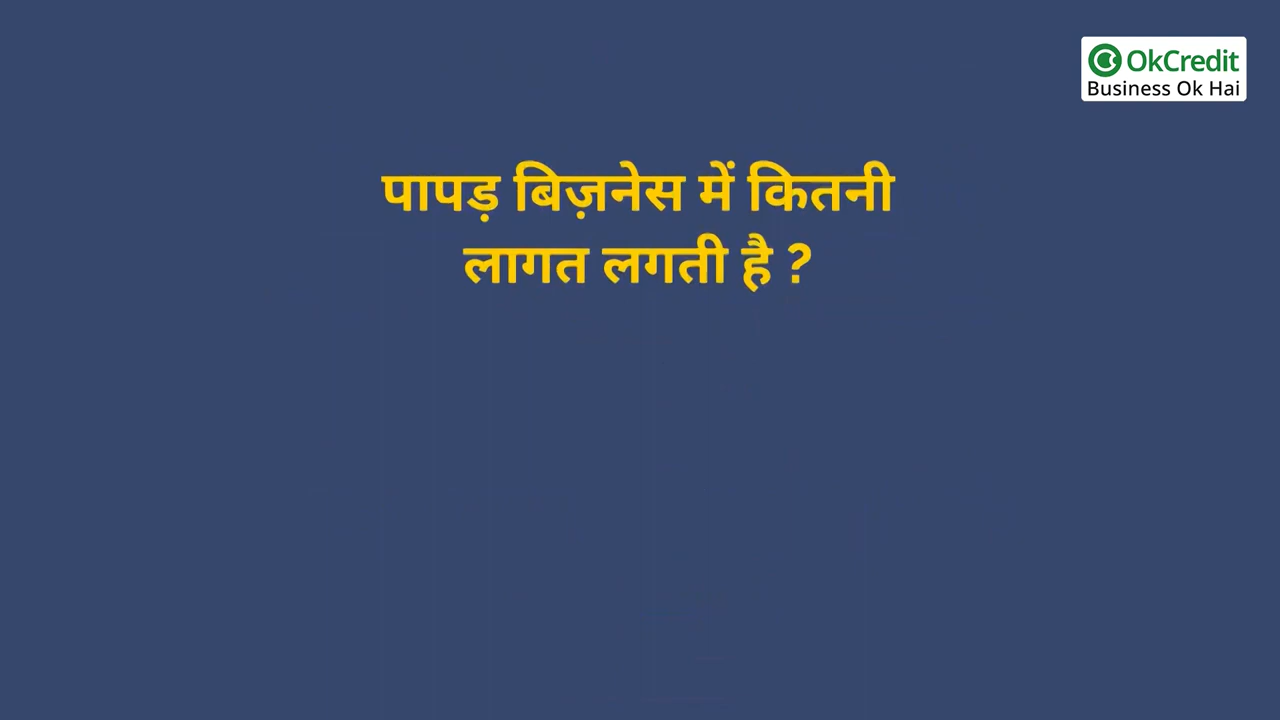 OkCredit
Business Ok Hai
पापड़ बिज़नेस में कितनी
लागत लगती है ?